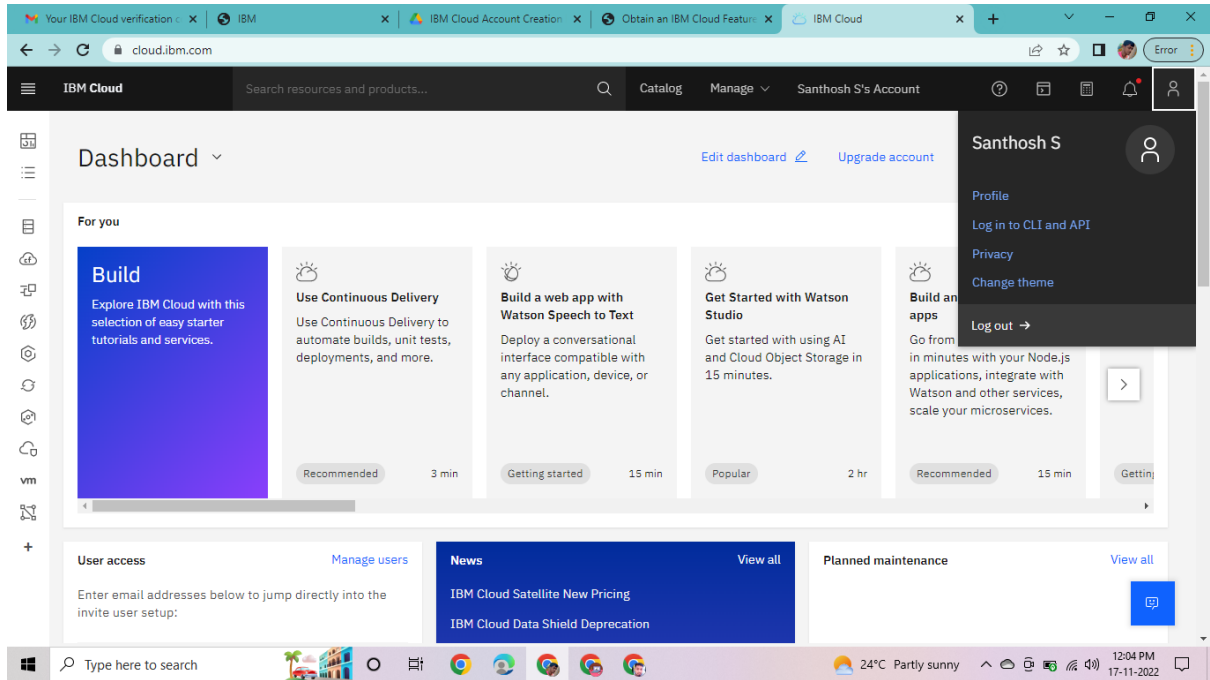 Your IBM Cloud verification c
IBM
IBM Cloud Account Creation
Obtain an IBM Cloud Feature
IBM Cloud
cloud.ibm.com
Error
IBM Cloud
Search resources and products...
Catalog
Manage
Santhosh S's Account
Santhosh S
Profile
Log in to CLI and API
Privacy
Change theme
Log out →
Dashboard
Edit dashboard
Upgrade account
For you
Build
Explore IBM Cloud with this
selection of easy starter
tutorials and services.
Use Continuous Delivery
Use Continuous Delivery to
automate builds, unit tests,
deployments, and more.
Recommended
3 min
Build a web app with
Watson Speech to Text
Deploy a conversational
interface compatible with
any application, device, or
channel.
Getting started
15 min
Get Started with Watson
Studio
Get started with using AI
and Cloud Object Storage in
15 minutes.
Popular
2 hr
Build an
apps
Go from
in minutes with your Node.js
applications, integrate with
Watson and other services,
scale your microservices.
Recommended
15 min
Getting
vm
User access
Manage users
Enter email addresses below to jump directly into the
invite user setup:
News
View all
IBM Cloud Satellite New Pricing
IBM Cloud Data Shield Deprecation
Planned maintenance
View all
Type here to search
24°C Partly sunny
12:04 PM
17-11-2022